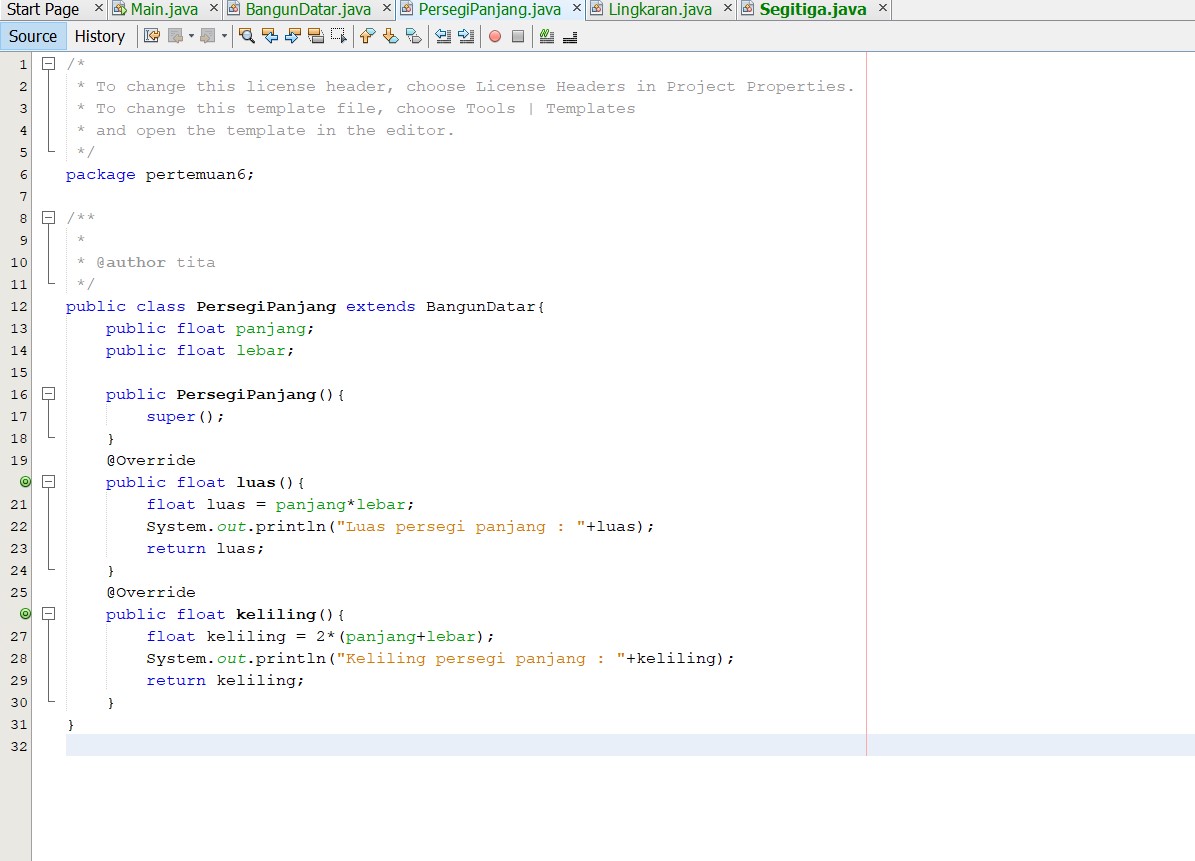 Start Page Main.java BangunDatar.java PersegiPanjang.java Lingkaran.java Segitiga.java
Source History
1 /*
2  * To change this license header, choose License Headers in Project Properties.
3  * To change this template file, choose Tools | Templates
4  * and open the template in the editor.
5  */
6 package pertemuan6;
7
8 /**
9  *
10  * @author tita
11  */
12 public class PersegiPanjang extends BangunDatar{
13     public float panjang;
14     public float lebar;
15
16     public PersegiPanjang(){
17         super();
18     }
19     @Override
public float luas(){
21         float luas = panjang*lebar;
22         System.out.println("Luas persegi panjang : "+luas);
23         return luas;
24     }
25     @Override
public float keliling(){
27         float keliling = 2*(panjang+lebar);
28         System.out.println("Keliling persegi panjang : "+keliling);
29         return keliling;
30     }
31 }
32